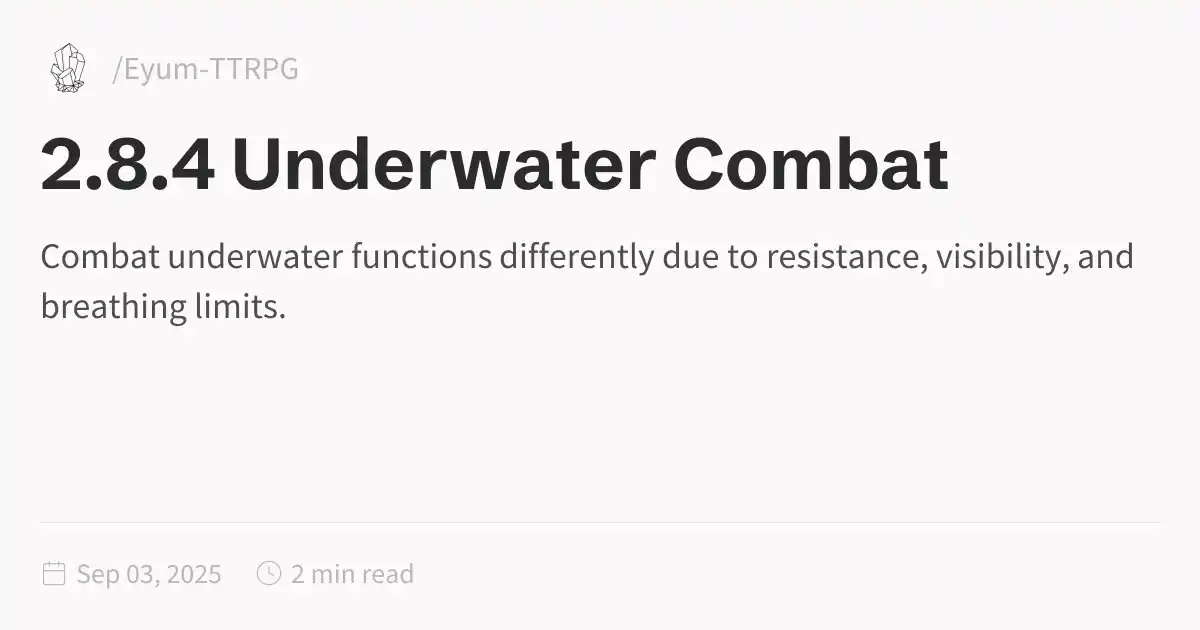 /Eyum-TTRPG
2.8.4 Underwater Combat
Combat underwater functions differently due to resistance, visibility, and
breathing limits.
Sep 03, 2025 2 min read